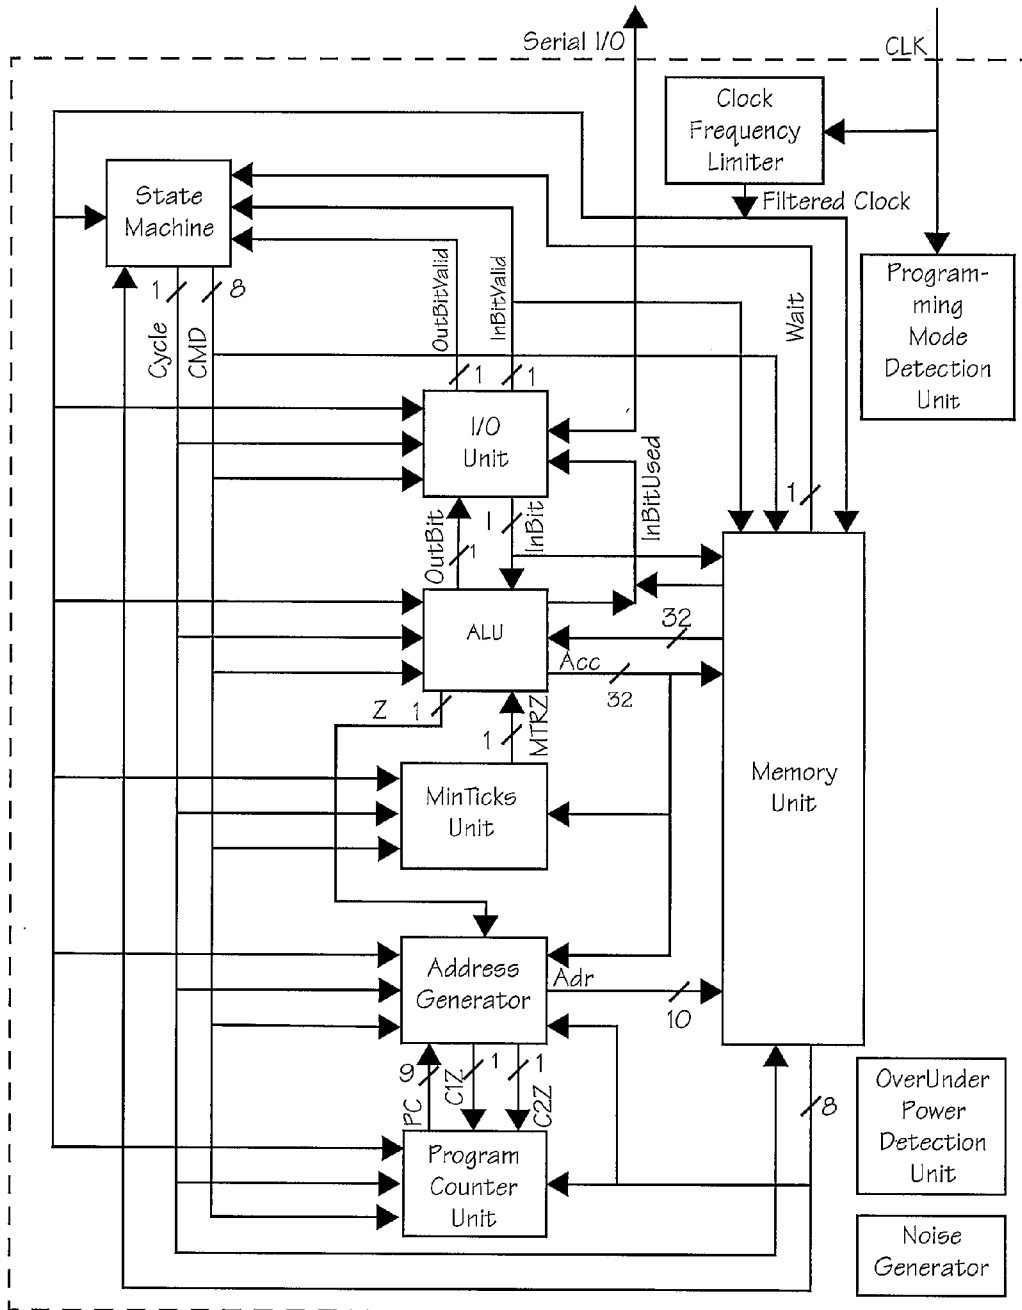 Serial I/O
CLK
Clock
Frequency
Limiter
State
Machine
Filtered Clock
Program-
ming
Mode
Detection
Unit
1
8
Cycle
CMD
OutBitValid
InBitValid
Wait
1
1
I/O
Unit
1
InBitUsed
OutBit
1
1
InBit
ALU
32
Acc
32
Z
1
1
MTRZ
MinTicks
Unit
Memory
Unit
Address
Generator
Adr
10
9
PC
C1Z
1
1
C2Z
8
Program
Counter
Unit
OverUnder
Power
Detection
Unit
Noise
Generator